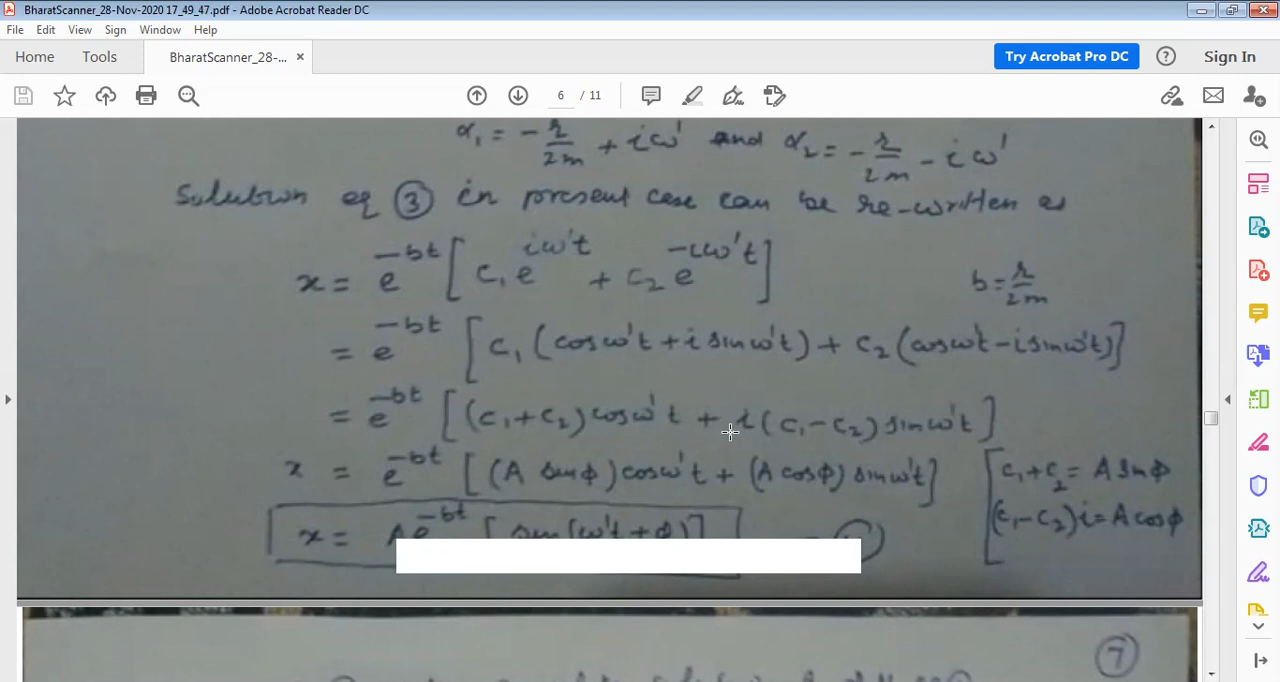 BharatScanner_28-Nov-2020 17_49_47.pdf - Adobe Acrobat Reader DC
File Edit View Sign Window Help
Home Tools BharatScanner_28-... × Try Acrobat Pro DC ? Sign In
6 / 11
α₁ = -r/2m + iω' and α₂ = -r/2m - iω'
Solution eq ③ in present case can be re-written as
x = e^-bt [c₁e^iω't + c₂e^-iω't] b = r/2m
= e^-bt [c₁(cosω't + i sinω't) + c₂(cosω't - i sinω't)]
= e^-bt [(c₁+c₂)cosω't + i(c₁-c₂)sinω't]
x = e^-bt [(A sinφ)cosω't + (A cosφ)sinω't] [c₁+c₂ = A sinφ
x = Ae^-bt [sin(ω't+φ)] (c₁-c₂)i = A cosφ
⑦